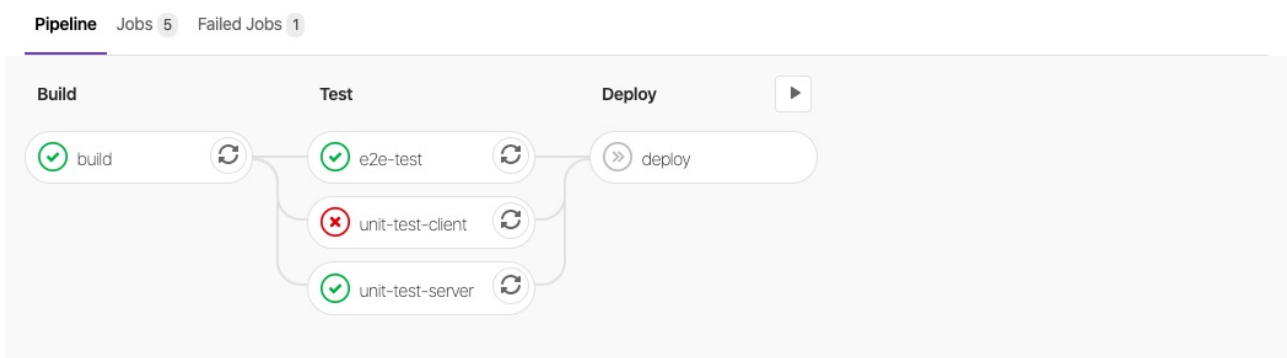 Pipeline Jobs 5 Failed Jobs 1
Build Test Deploy
build e2e-test deploy
unit-test-client
unit-test-server